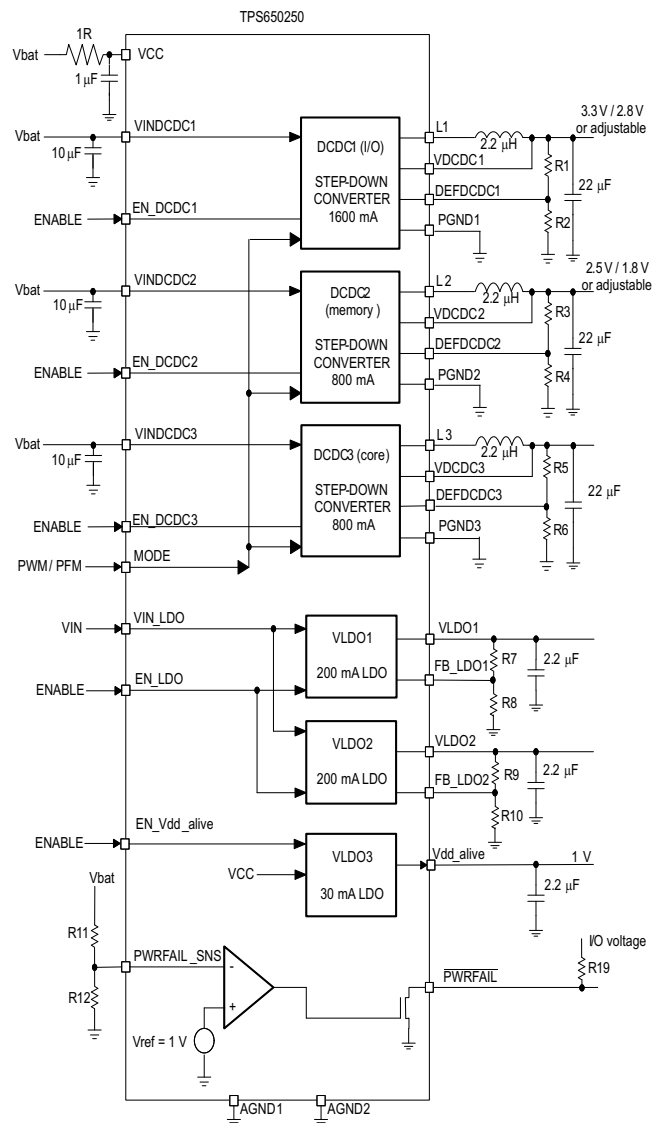 TPS650250
1R
Vbat
VCC
1 µF
Vbat
VINDCDC1
10 µF
ENABLE
EN_DCDC1
DCDC1 (I/O)
STEP-DOWN
CONVERTER
1600 mA
L1
2.2 µH
3.3 V / 2.8 V
or adjustable
VDCDC1
R1
DEFDCDC1
22 µF
R2
PGND1
Vbat
VINDCDC2
10 µF
ENABLE
EN_DCDC2
DCDC2
(memory )
STEP-DOWN
CONVERTER
800 mA
L2
2.2 µH
2.5 V / 1.8 V
or adjustable
VDCDC2
R3
DEFDCDC2
22 µF
R4
PGND2
Vbat
VINDCDC3
10 µF
ENABLE
EN_DCDC3
PWM / PFM
MODE
DCDC3 (core)
STEP-DOWN
CONVERTER
800 mA
L3
2.2 µH
VDCDC3
R5
DEFDCDC3
22 µF
R6
PGND3
VIN
VIN_LDO
ENABLE
EN_LDO
VLDO1
200 mA LDO
VLDO1
R7
FB_LDO1
2.2
µF
R8
VLDO2
200 mA LDO
VLDO2
R9
FB_LDO2
2.2 µF
R10
ENABLE
EN_Vdd_alive
VCC
VLDO3
30 mA LDO
Vdd_alive
1 V
2.2 µF
Vbat
R11
PWRFAIL_SNS
R12
-
+
Vref = 1 V
PWRFAIL
I/O voltage
R19
AGND1
AGND2